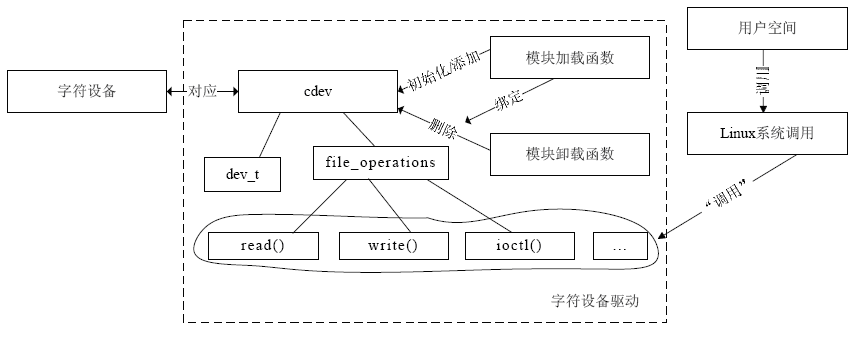 用户空间
初始化/添加
模块加载函数
字符设备
对应
cdev
绑定
删除
Linux系统调用
模块卸载函数
file_operations
dev_t
“调用”
read()
write()
ioctl()
...
字符设备驱动